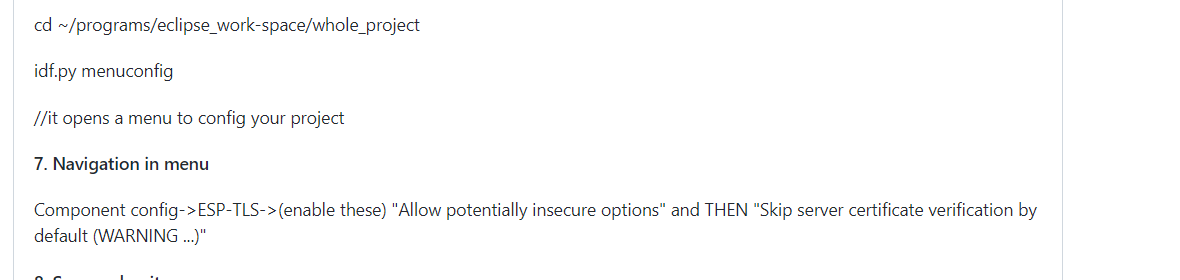 cd ~/programs/eclipse_work-space/whole_project
idf.py menuconfig
//it opens a menu to config your project
7. Navigation in menu
Component config->ESP-TLS->(enable these) "Allow potentially insecure options" and THEN "Skip server certificate verification by
default (WARNING ...)"